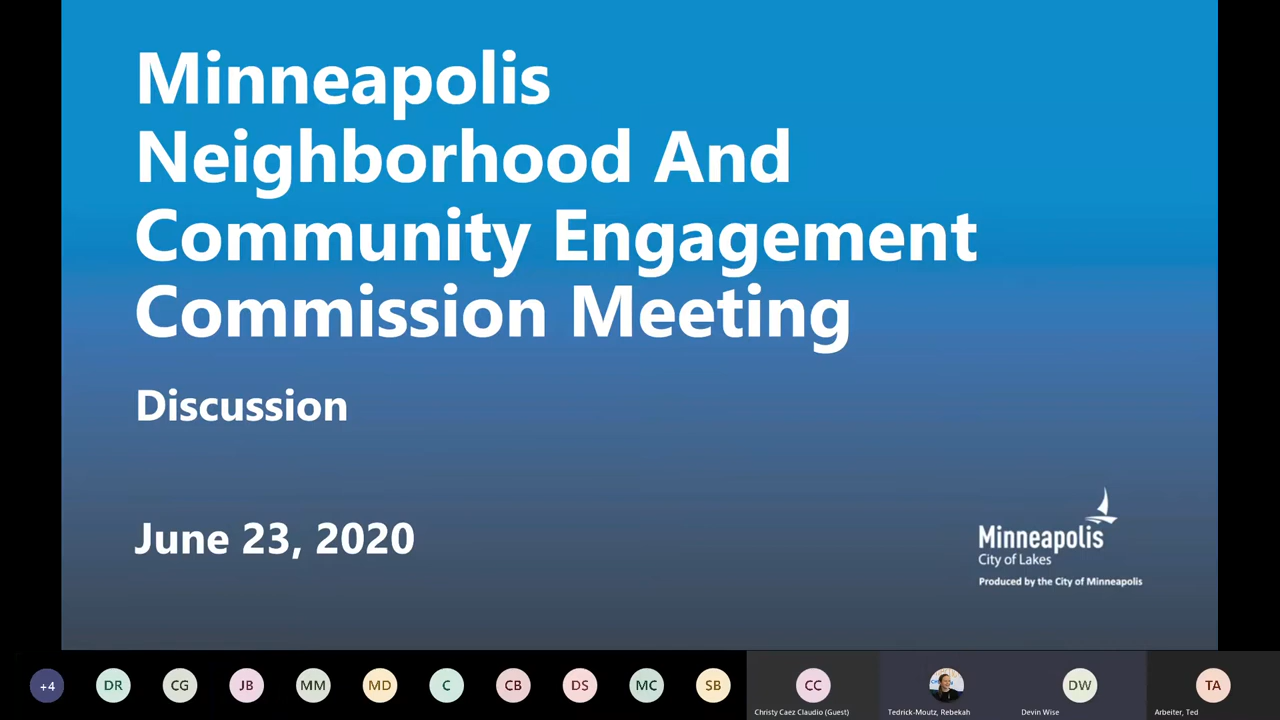 Minneapolis
Neighborhood And
Community Engagement
Commission Meeting
Discussion
June 23, 2020
Minneapolis
City of Lakes
Produced by the City of Minneapolis
+4
DR
CG
JB
MM
MD
C
CB
DS
MC
SB
CC
DW
TA
Christy Caez Claudio (Guest)
Tedrick-Moutz, Rebekah
Devin Wise
Arbeiter, Ted